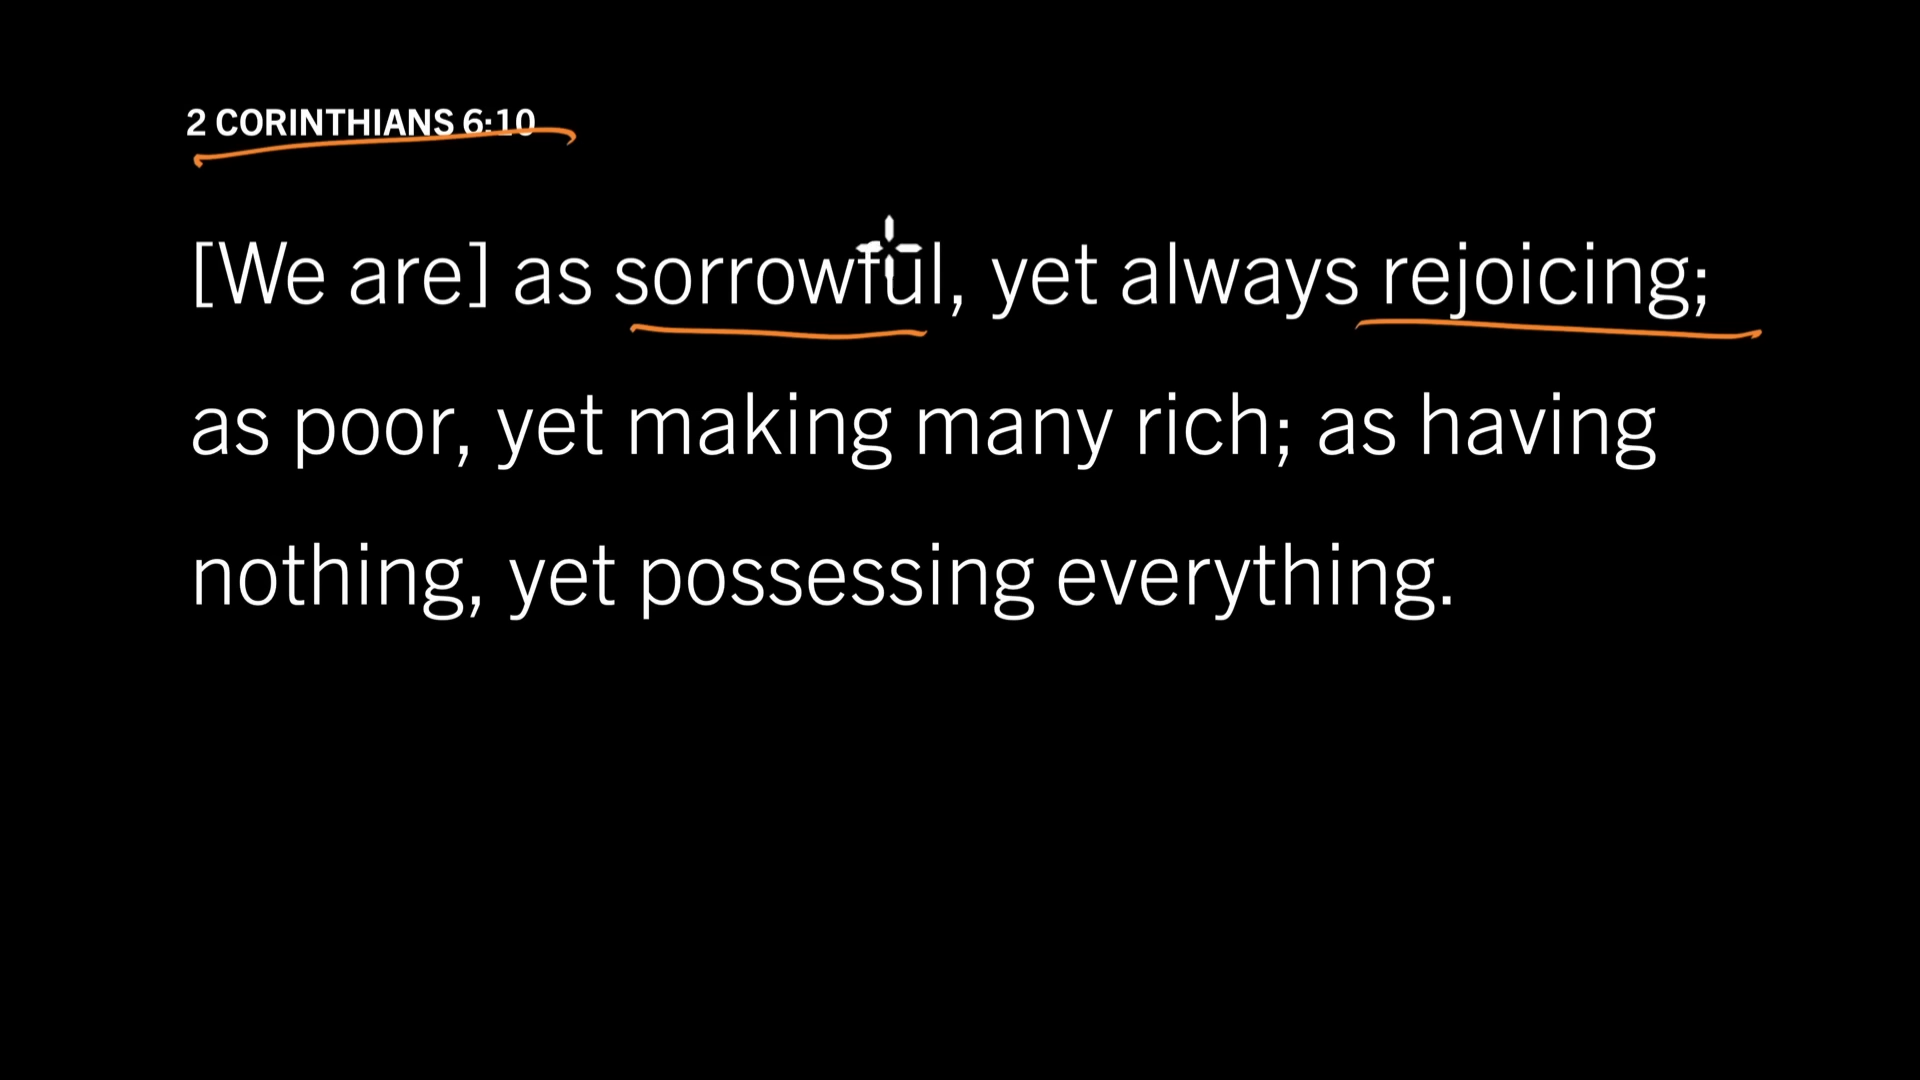 2 CORINTHIANS 6:10
[We are] as sorrowful, yet always rejoicing;
as poor, yet making many rich; as having
nothing, yet possessing everything.